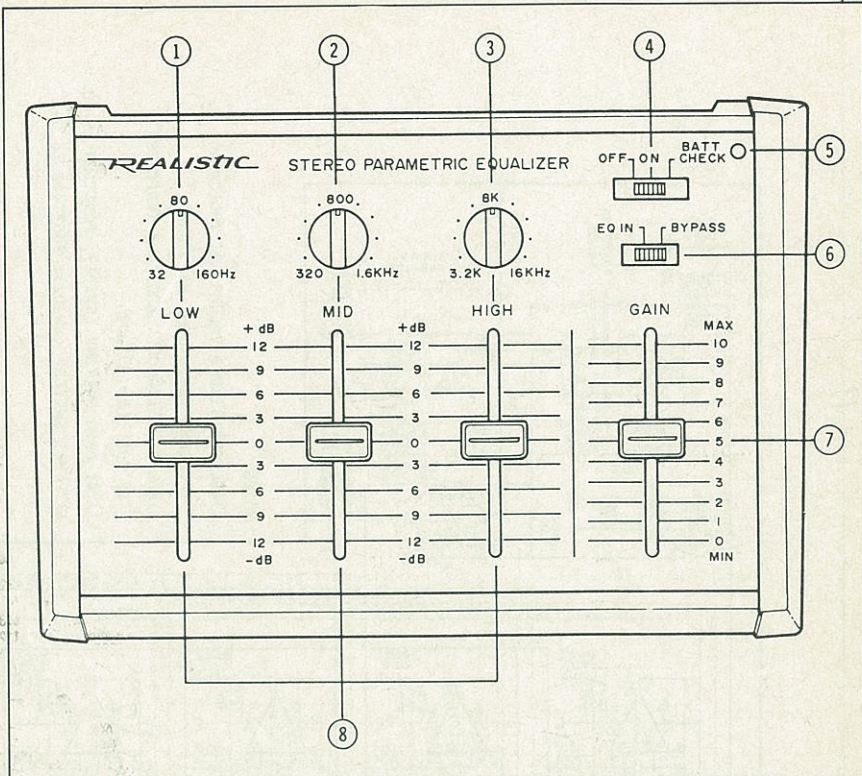 1 2 3 4
REALISTIC STEREO PARAMETRIC EQUALIZER OFF ON BATT CHECK 5
80 800 8K
EQ IN BYPASS 6
32 160HZ 320 1.6KHZ 3.2K 16KHZ
LOW MID HIGH GAIN
+ dB +dB MAX
12 12 10
9 9 9
6 6 8
3 3 7
0 0 6
3 3 5 7
6 6 4
9 9 3
12 12 2
-dB -dB 1
0
MIN
8